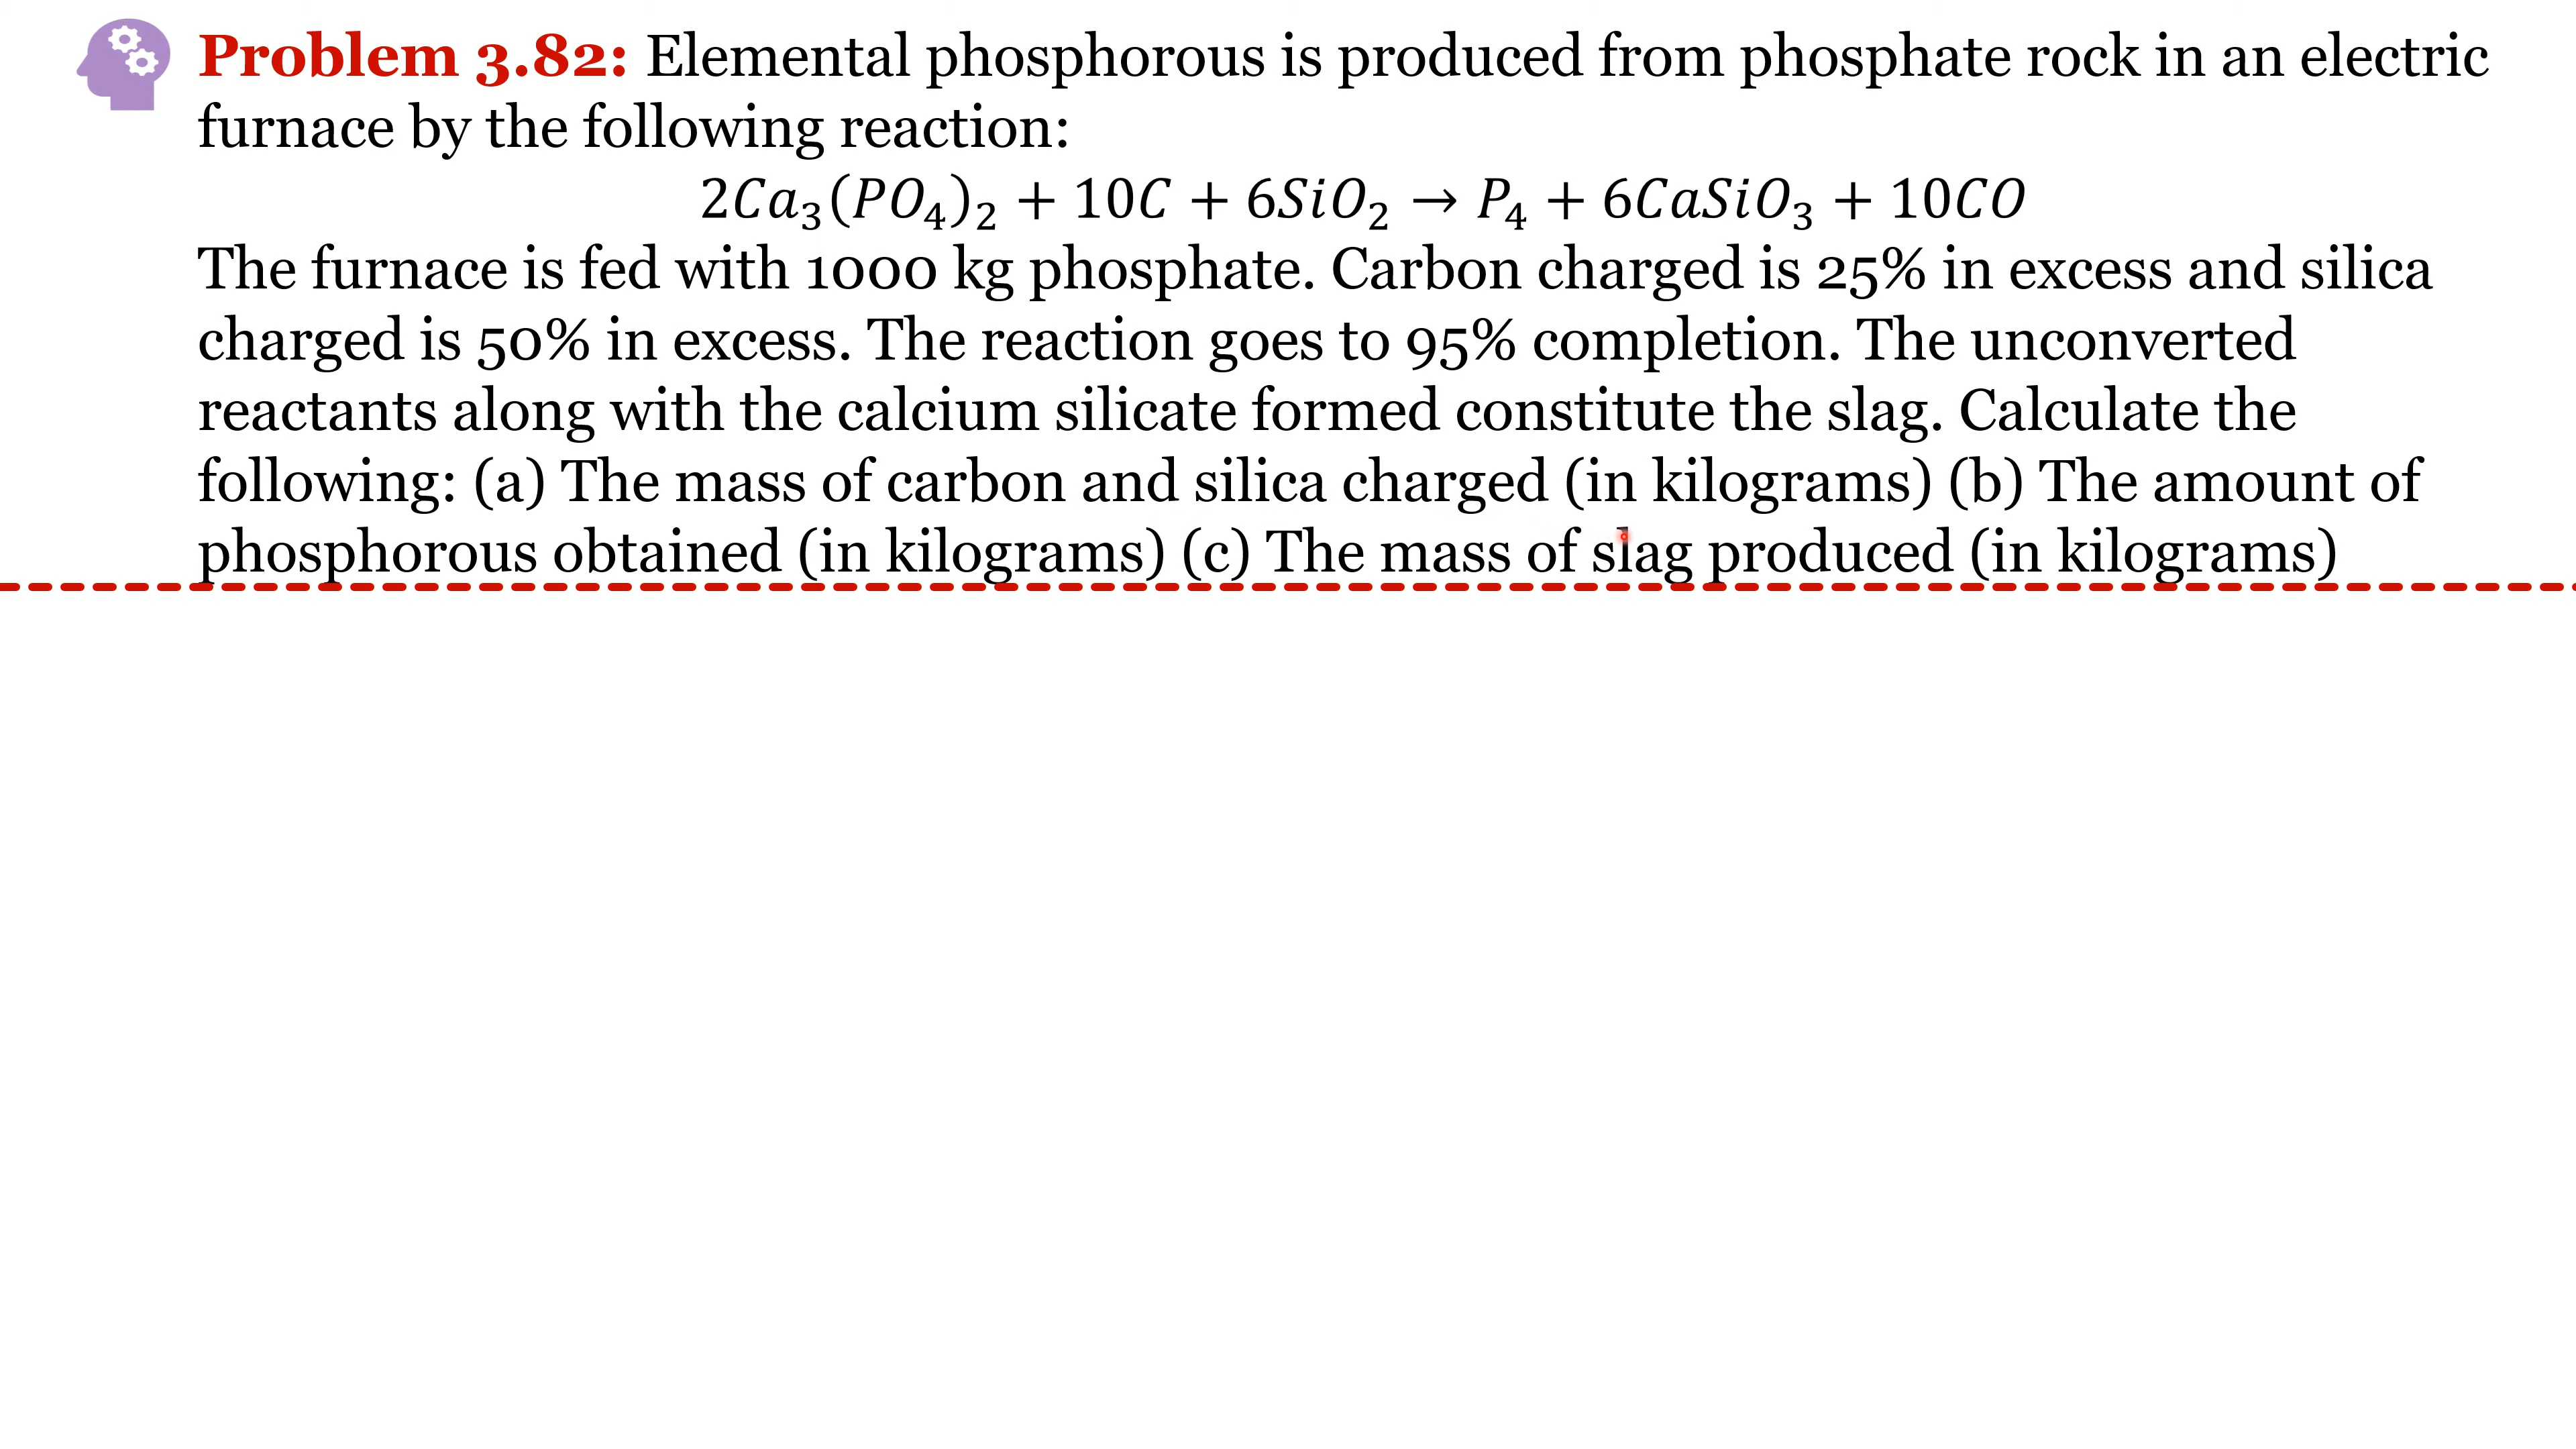 Problem 3.82: Elemental phosphorous is produced from phosphate rock in an electric
furnace by the following reaction:
2Ca₃(PO₄)₂ + 10C + 6SiO₂ → P₄ + 6CaSiO₃ + 10CO
The furnace is fed with 1000 kg phosphate. Carbon charged is 25% in excess and silica
charged is 50% in excess. The reaction goes to 95% completion. The unconverted
reactants along with the calcium silicate formed constitute the slag. Calculate the
following: (a) The mass of carbon and silica charged (in kilograms) (b) The amount of
phosphorous obtained (in kilograms) (c) The mass of slag produced (in kilograms)